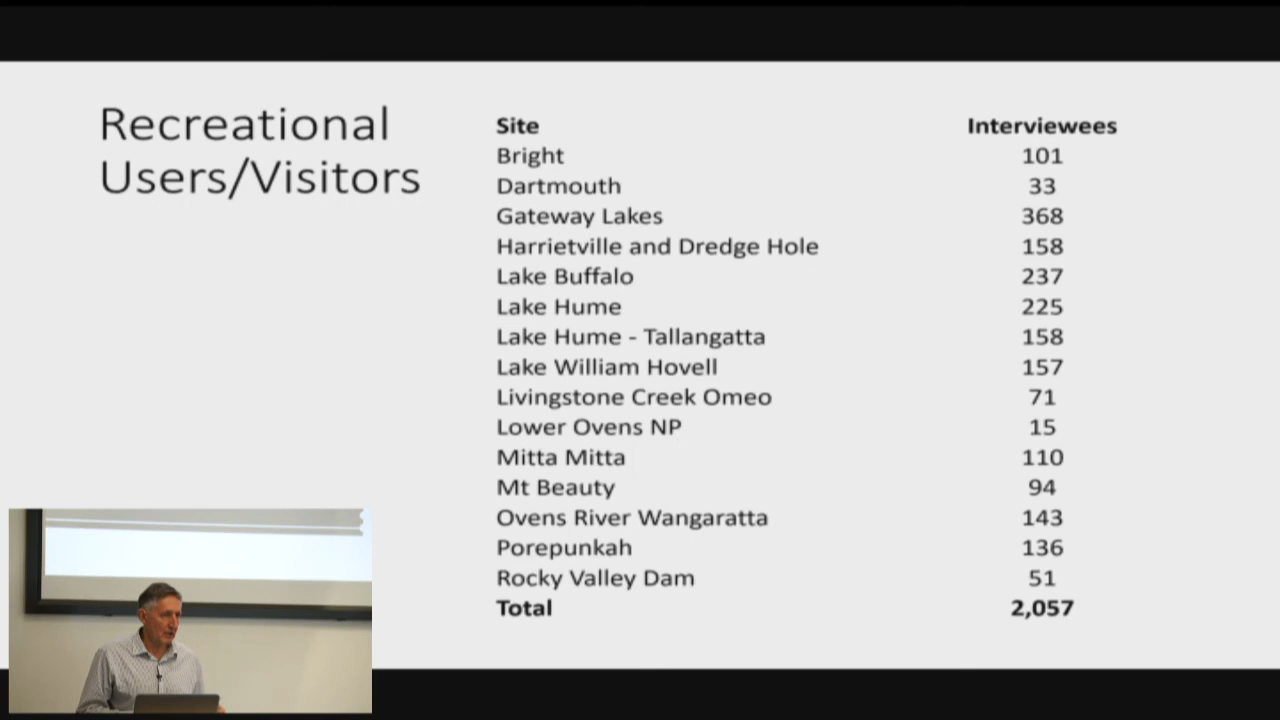 Recreational
Users/Visitors
Site Interviewees
Bright 101
Dartmouth 33
Gateway Lakes 368
Harrietville and Dredge Hole 158
Lake Buffalo 237
Lake Hume 225
Lake Hume - Tallangatta 158
Lake William Hovell 157
Livingstone Creek Omeo 71
Lower Ovens NP 15
Mitta Mitta 110
Mt Beauty 94
Ovens River Wangaratta 143
Porepunkah 136
Rocky Valley Dam 51
Total 2,057